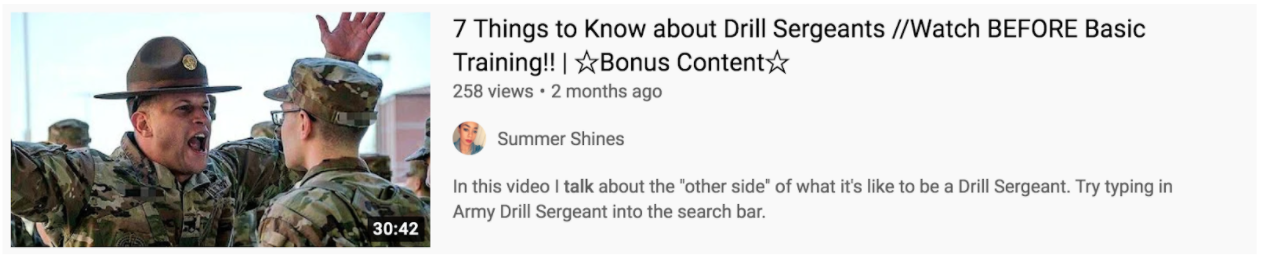 7 Things to Know about Drill Sergeants //Watch BEFORE Basic
Training!! | ☆Bonus Content☆
258 views • 2 months ago
Summer Shines
In this video I talk about the "other side" of what it's like to be a Drill Sergeant. Try typing in
Army Drill Sergeant into the search bar.
30:42